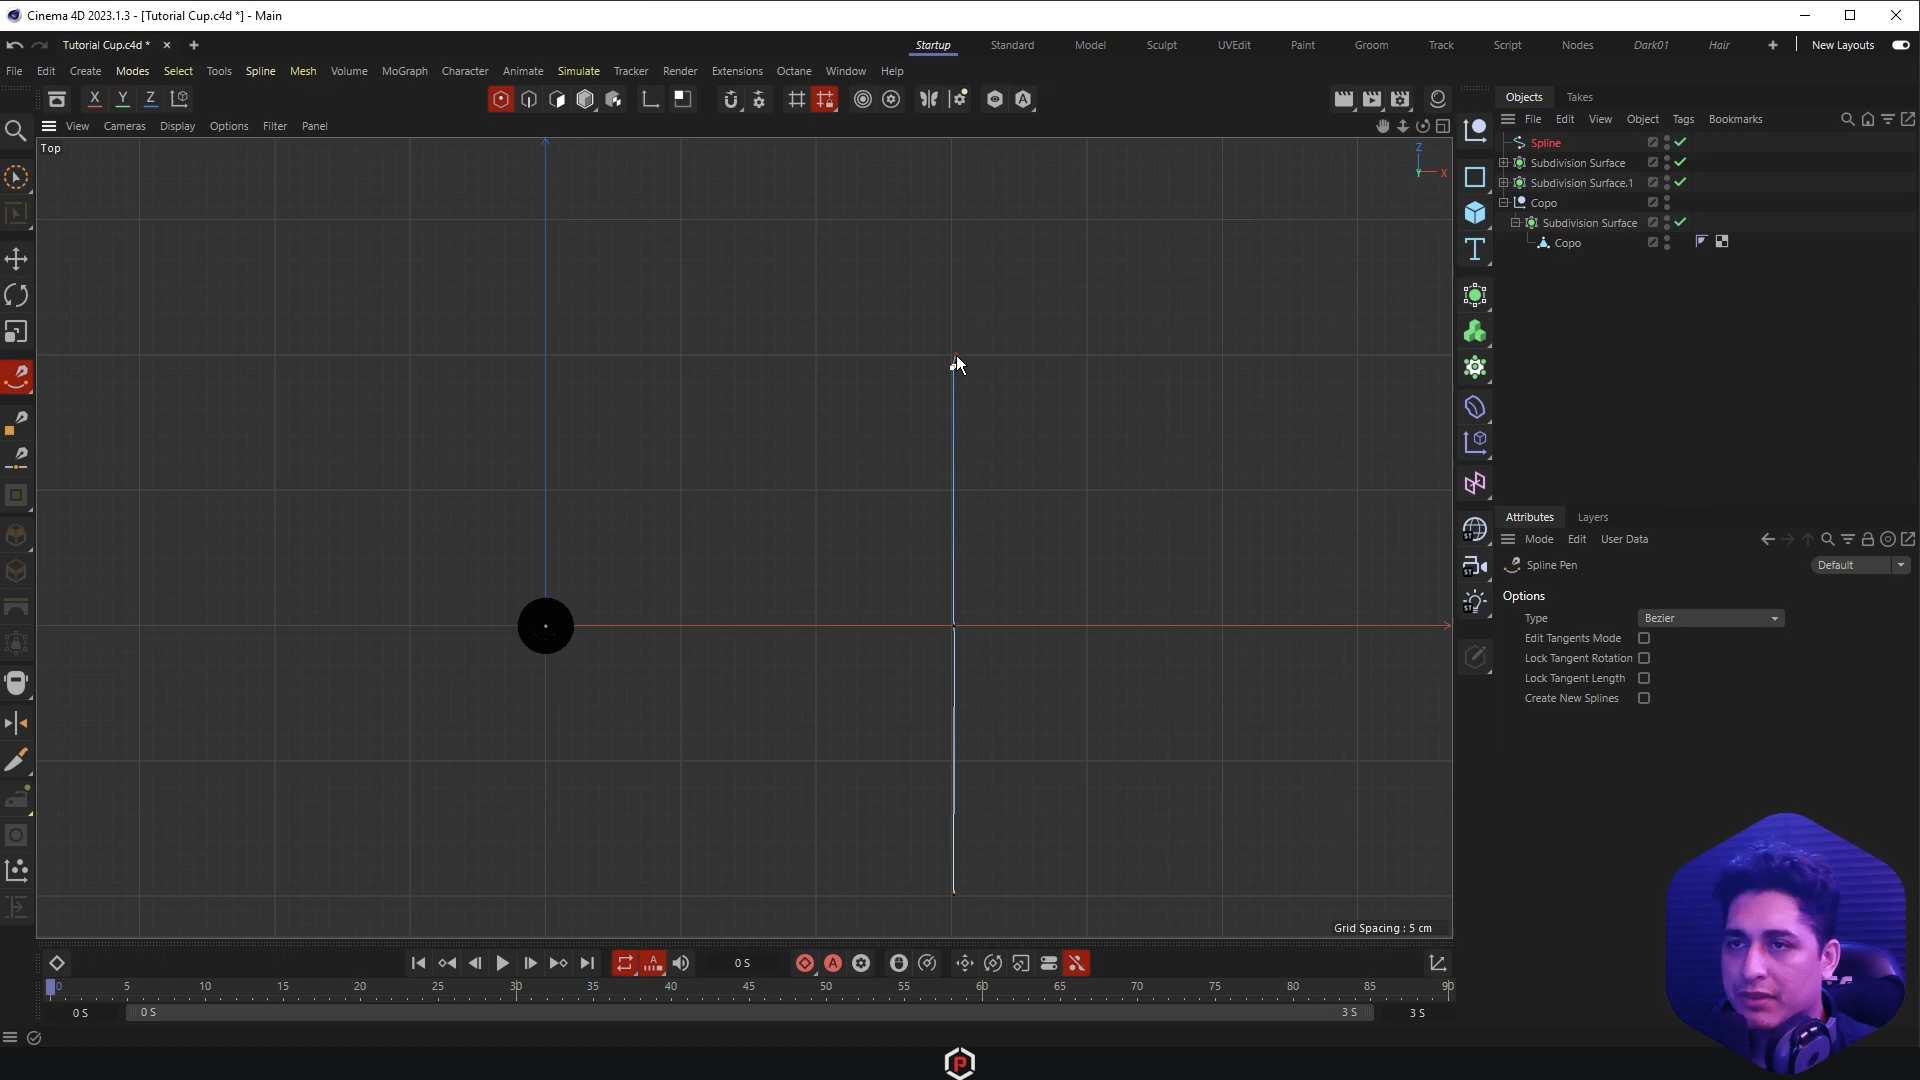 Cinema 4D 2023.1.3 - [Tutorial Cup.c4d *] - Main
Tutorial Cup.c4d * Startup Standard Model Sculpt UVEdit Paint Groom Track Script Nodes Dark01 Hair New Layouts
File Edit Create Modes Select Tools Spline Mesh Volume MoGraph Character Animate Simulate Tracker Render Extensions Octane Window Help
X Y Z A Objects Takes
View Cameras Display Options Filter Panel File Edit View Object Tags Bookmarks
Top
Z
Y X
Spline
Subdivision Surface
Subdivision Surface.1
Copo
Subdivision Surface
Copo
T
Attributes Layers
Mode Edit User Data
ST
Spline Pen Default
ST
Options
ST
Type Bezier
Edit Tangents Mode
Lock Tangent Rotation
Lock Tangent Length
Create New Splines
Grid Spacing : 5 cm
A 0 S A
0 5 10 15 20 25 30 35 40 45 50 55 60 65 70 75 80 85 90
0 S 0 S 3 S 3 S
P